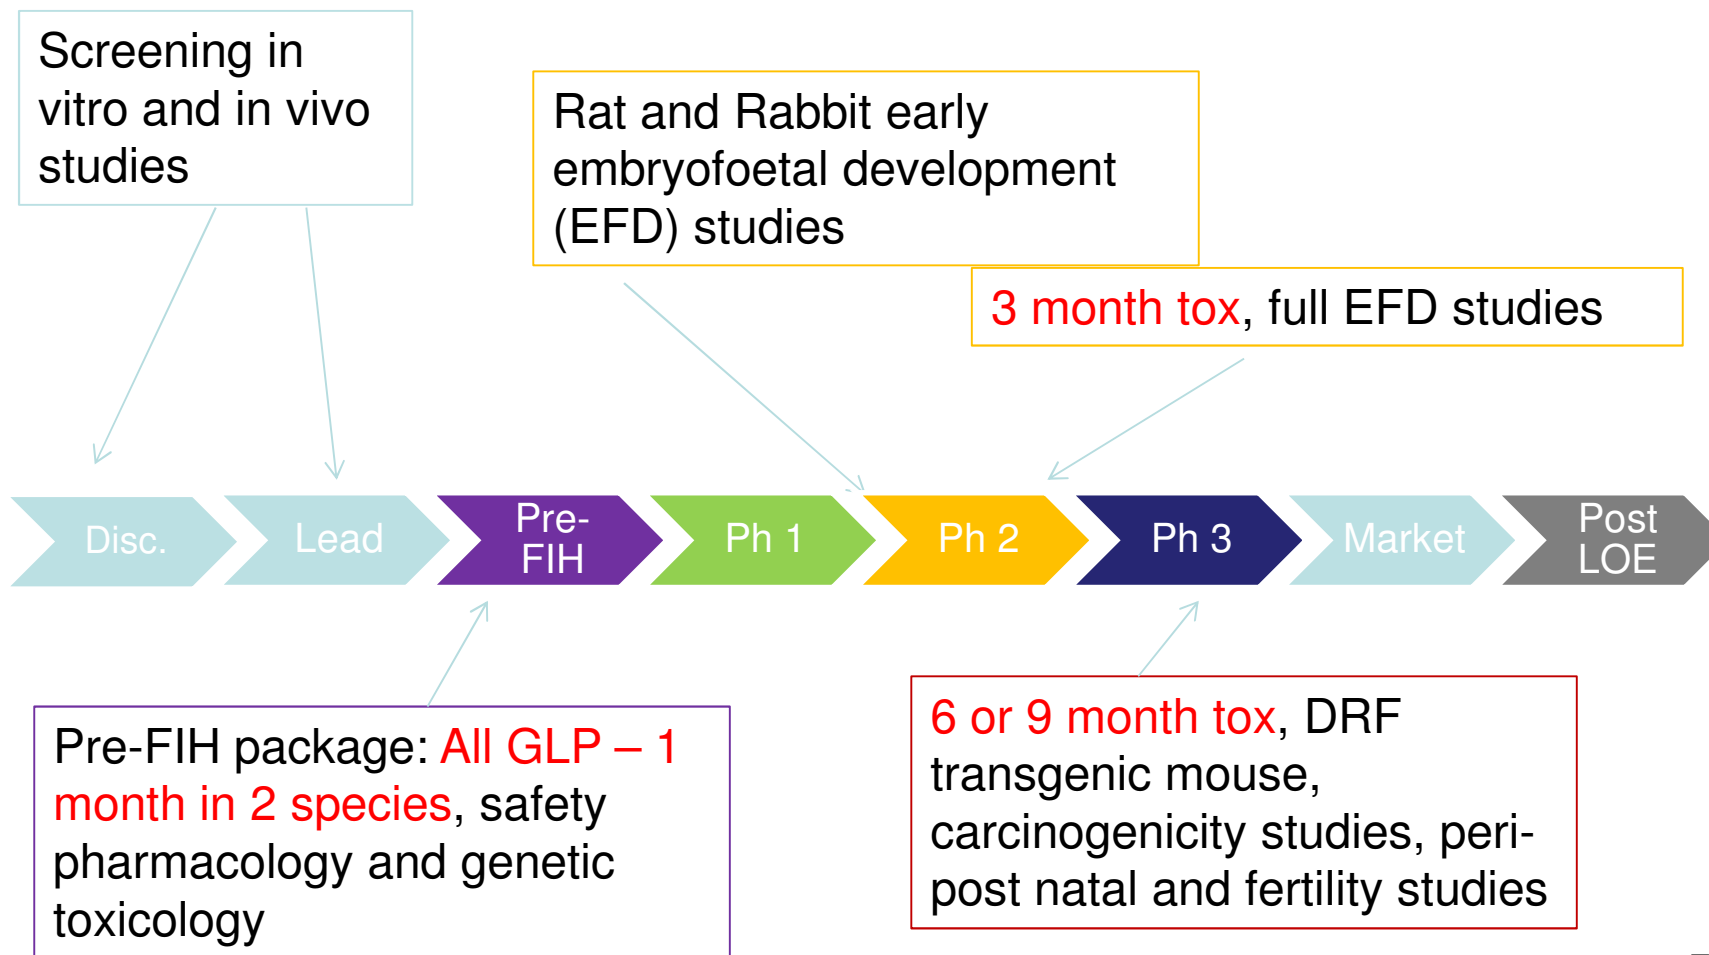 Screening in
vitro and in vivo
studies
Rat and Rabbit early
embryofoetal development
(EFD) studies
3 month tox, full EFD studies
Disc.
Lead
Pre-
FIH
Ph 1
Ph 2
Ph 3
Market
Post
LOE
Pre-FIH package: All GLP – 1
month in 2 species, safety
pharmacology and genetic
toxicology
6 or 9 month tox, DRF
transgenic mouse,
carcinogenicity studies, peri-
post natal and fertility studies